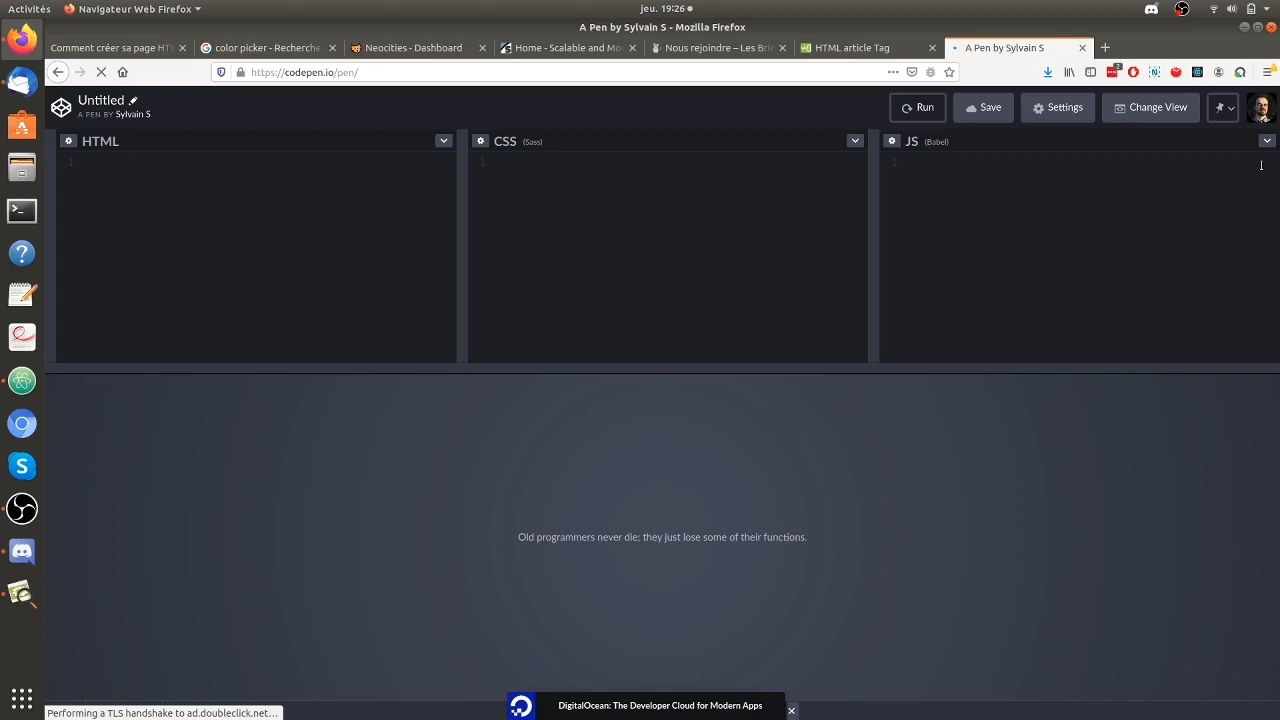 Activités
Navigateur Web Firefox
jeu. 19:26
A Pen by Sylvain S - Mozilla Firefox
Comment créer sa page HT
color picker - Recherche
Neocities - Dashboard
Home - Scalable and Mo
Nous rejoindre – Les Bri
HTML article Tag
A Pen by Sylvain S
https://codepen.io/pen/
2
Untitled
A PEN BY Sylvain S
Run
Save
Settings
Change View
HTML
CSS (Sass)
JS (Babel)
1
1
1
Old programmers never die; they just lose some of their functions.
DigitalOcean: The Developer Cloud for Modern Apps
Performing a TLS handshake to ad.doubleclick.net…